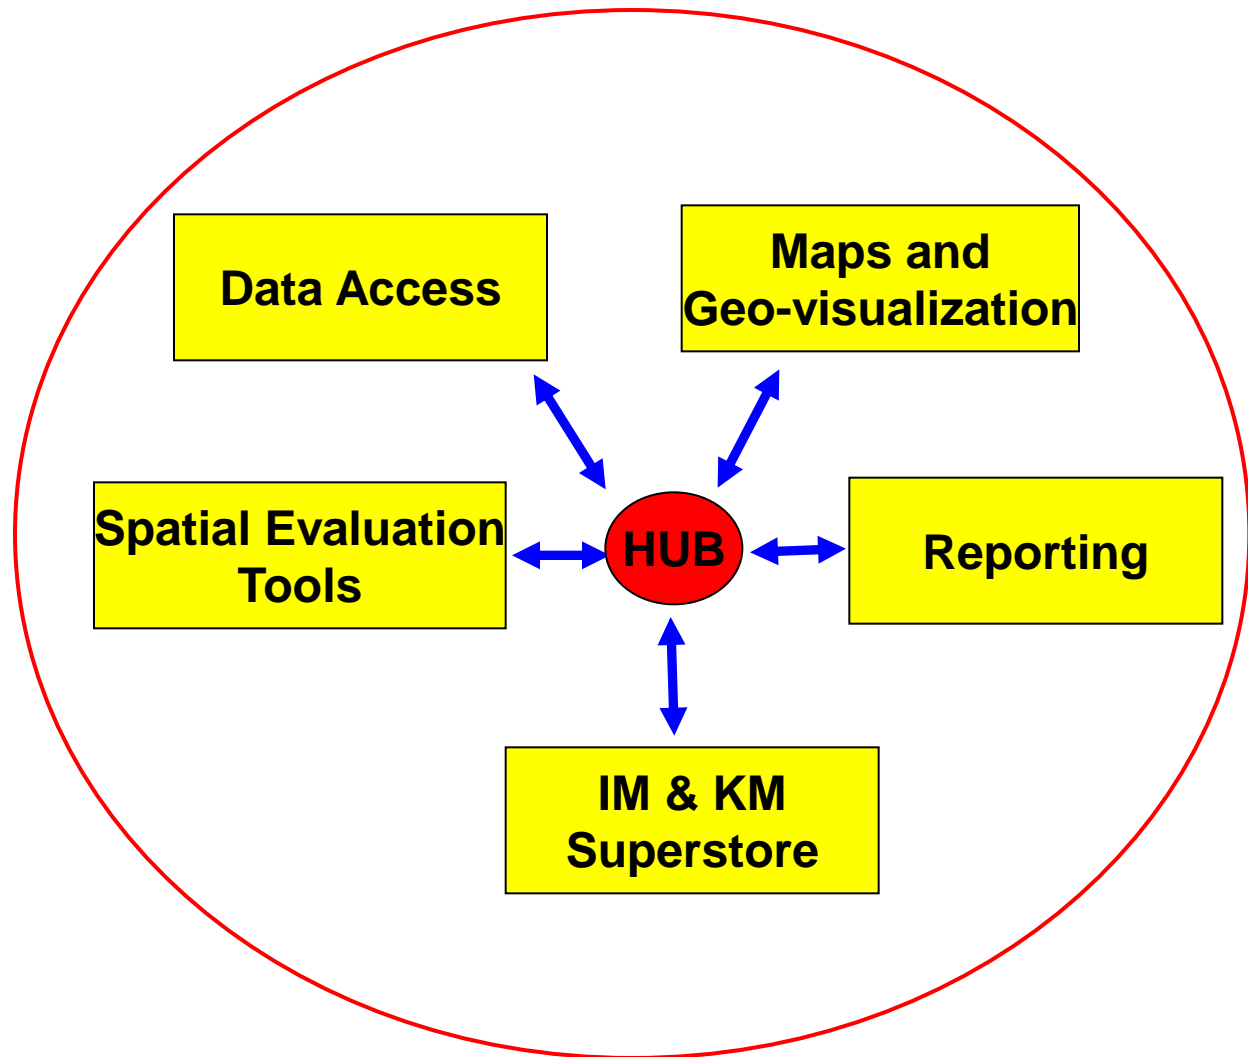 Data Access
Maps and
Geo-visualization
Spatial Evaluation
Tools
HUB
Reporting
IM & KM
Superstore